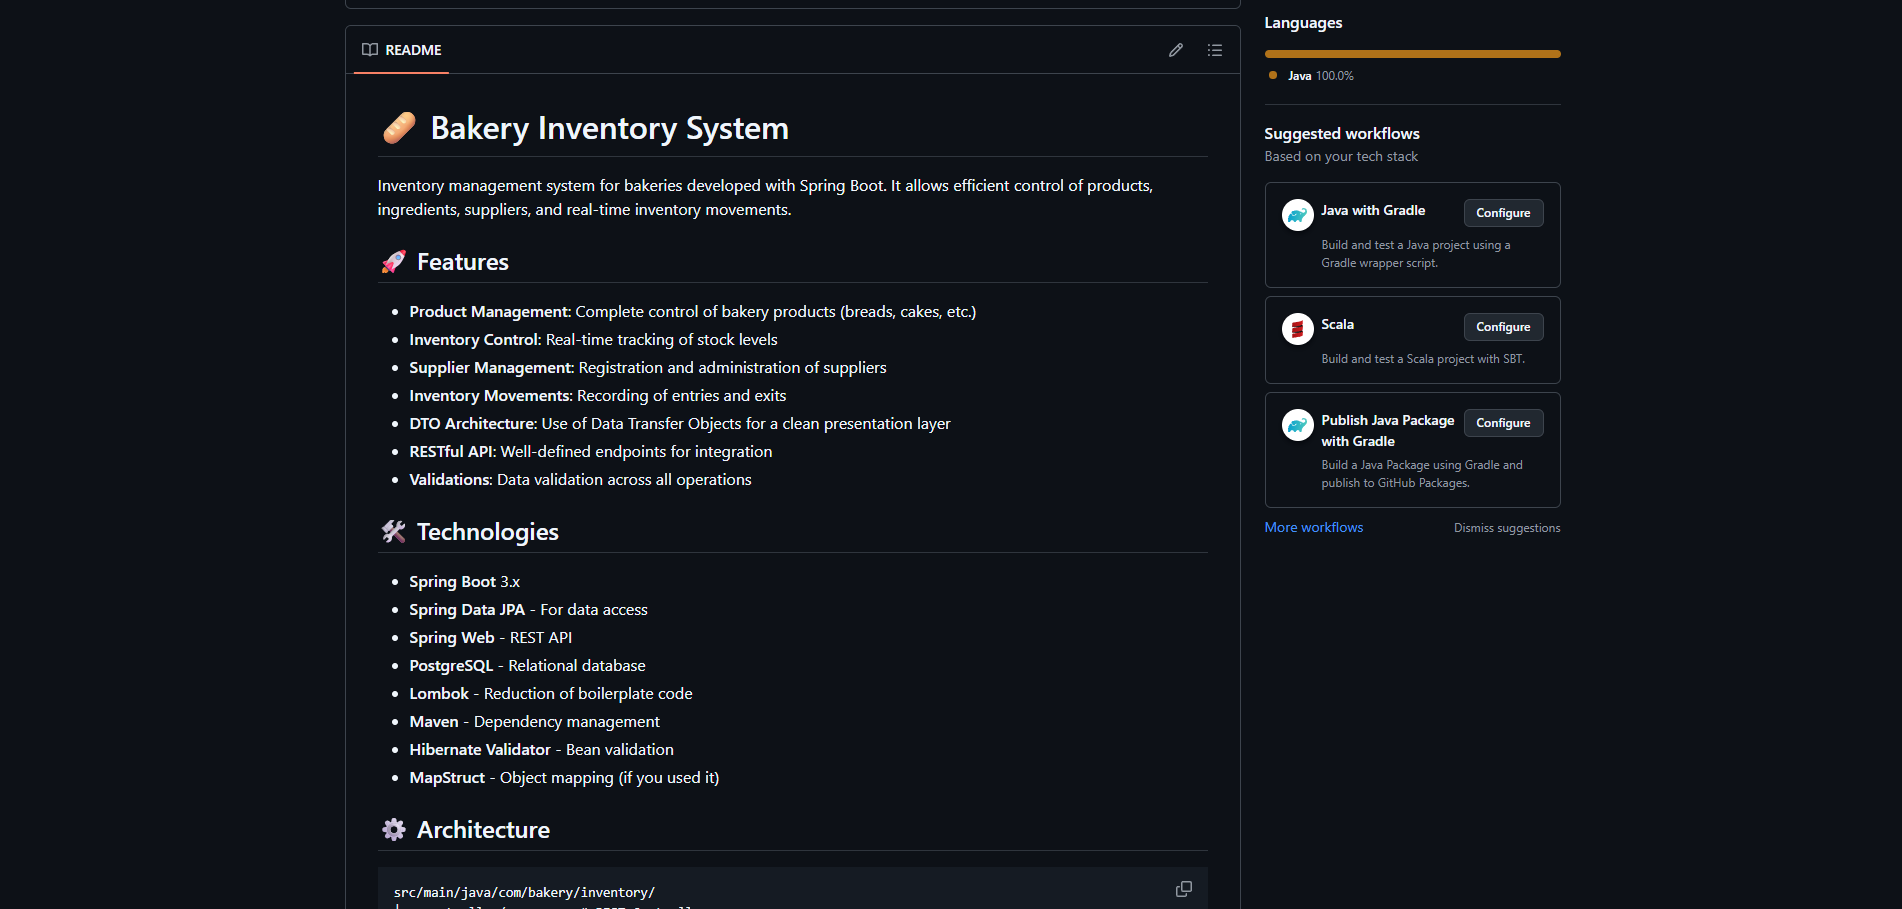 README
Bakery Inventory System
Inventory management system for bakeries developed with Spring Boot. It allows efficient control of products,
ingredients, suppliers, and real-time inventory movements.
Features
Product Management: Complete control of bakery products (breads, cakes, etc.)
Inventory Control: Real-time tracking of stock levels
Supplier Management: Registration and administration of suppliers
Inventory Movements: Recording of entries and exits
DTO Architecture: Use of Data Transfer Objects for a clean presentation layer
RESTful API: Well-defined endpoints for integration
Validations: Data validation across all operations
Technologies
Spring Boot 3.x
Spring Data JPA - For data access
Spring Web - REST API
PostgreSQL - Relational database
Lombok - Reduction of boilerplate code
Maven - Dependency management
Hibernate Validator - Bean validation
MapStruct - Object mapping (if you used it)
Architecture
src/main/java/com/bakery/inventory/
Languages
Java 100.0%
Suggested workflows
Based on your tech stack
Java with Gradle
Configure
Build and test a Java project using a
Gradle wrapper script.
Scala
Configure
Build and test a Scala project with SBT.
Publish Java Package
with Gradle
Configure
Build a Java Package using Gradle and
publish to GitHub Packages.
More workflows
Dismiss suggestions